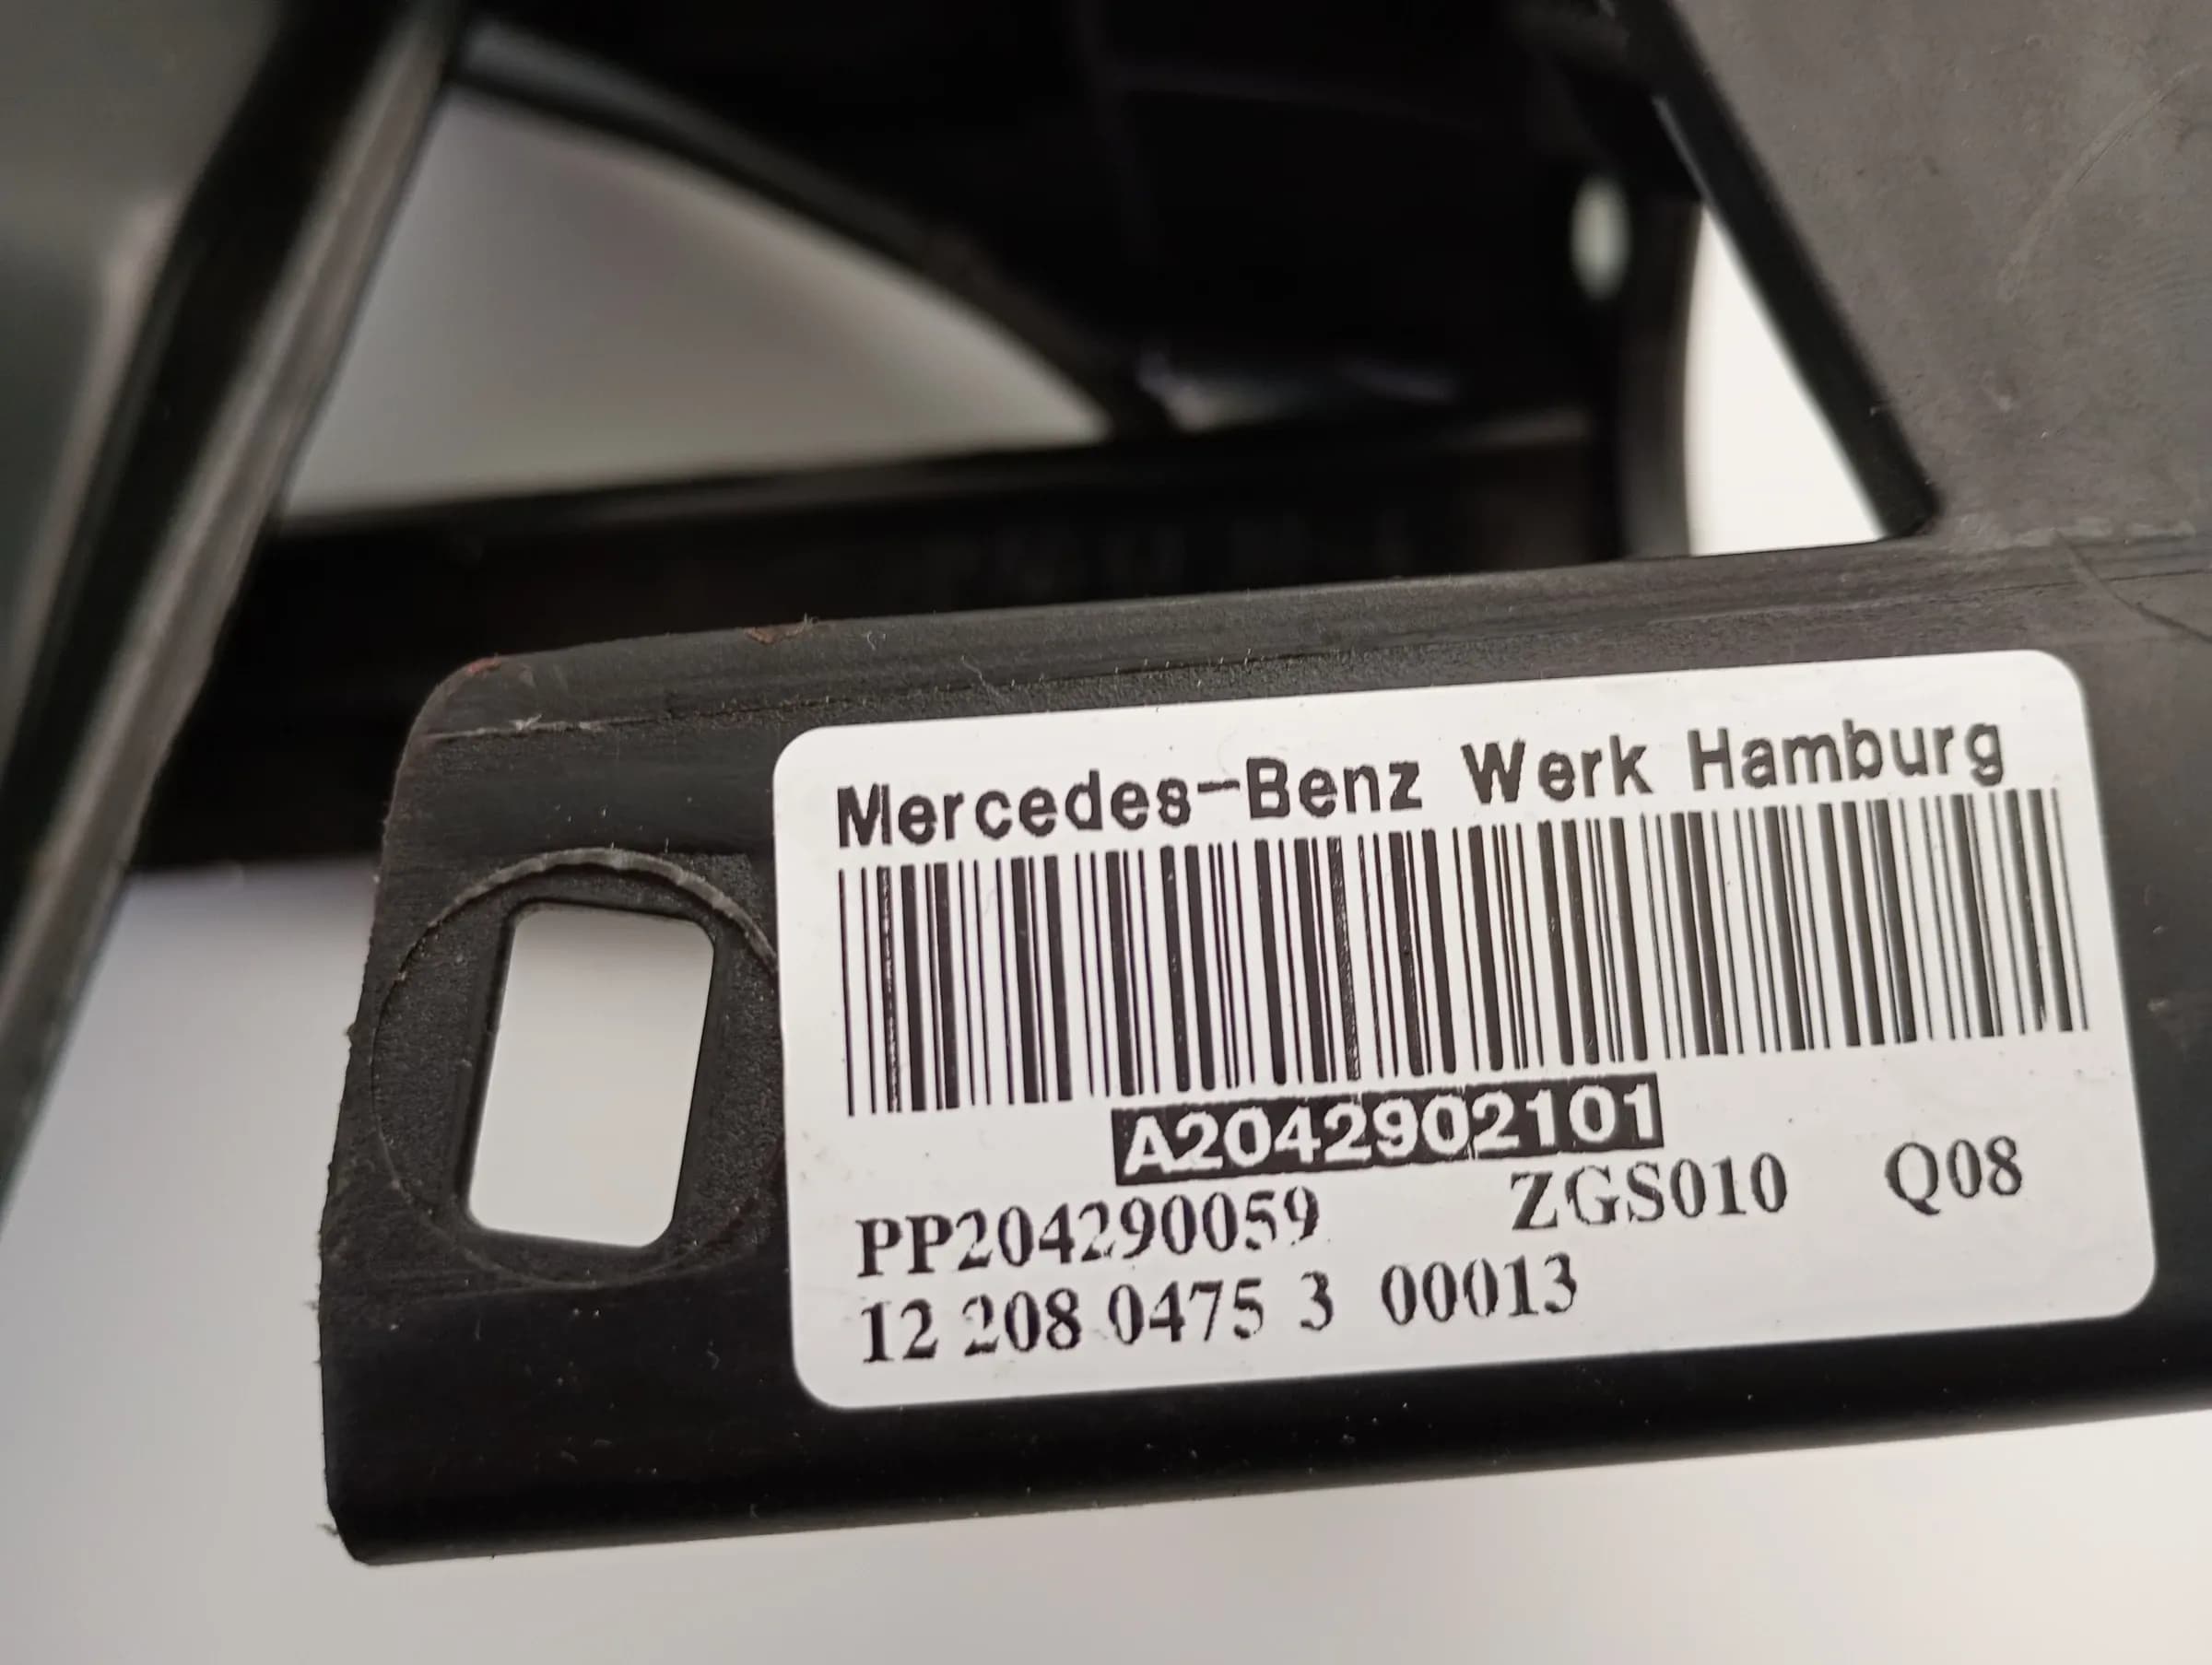 Mercedes-Benz Werk Hamburg
A2042902101
PP204290059 ZGS010 Q08
12 208 0475 3 00013